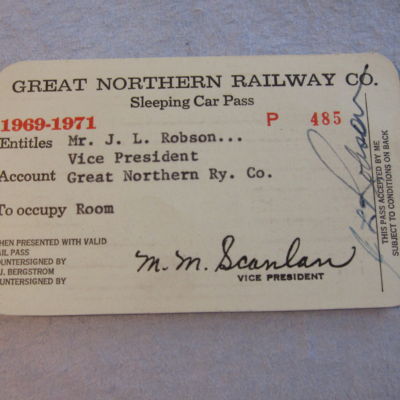 GREAT NORTHERN RAILWAY CO.
Sleeping Car Pass
1969-1971 P 485
Entitles Mr. J. L. Robson...
Vice President
Account Great Northern Ry. Co.
To occupy Room
WHEN PRESENTED WITH VALID
RAIL PASS
COUNTERSIGNED BY
J. BERGSTROM
COUNTERSIGNED BY
M. M. Scanlan
VICE PRESIDENT
J L Robson
THIS PASS ACCEPTED BY ME
SUBJECT TO CONDITIONS ON BACK